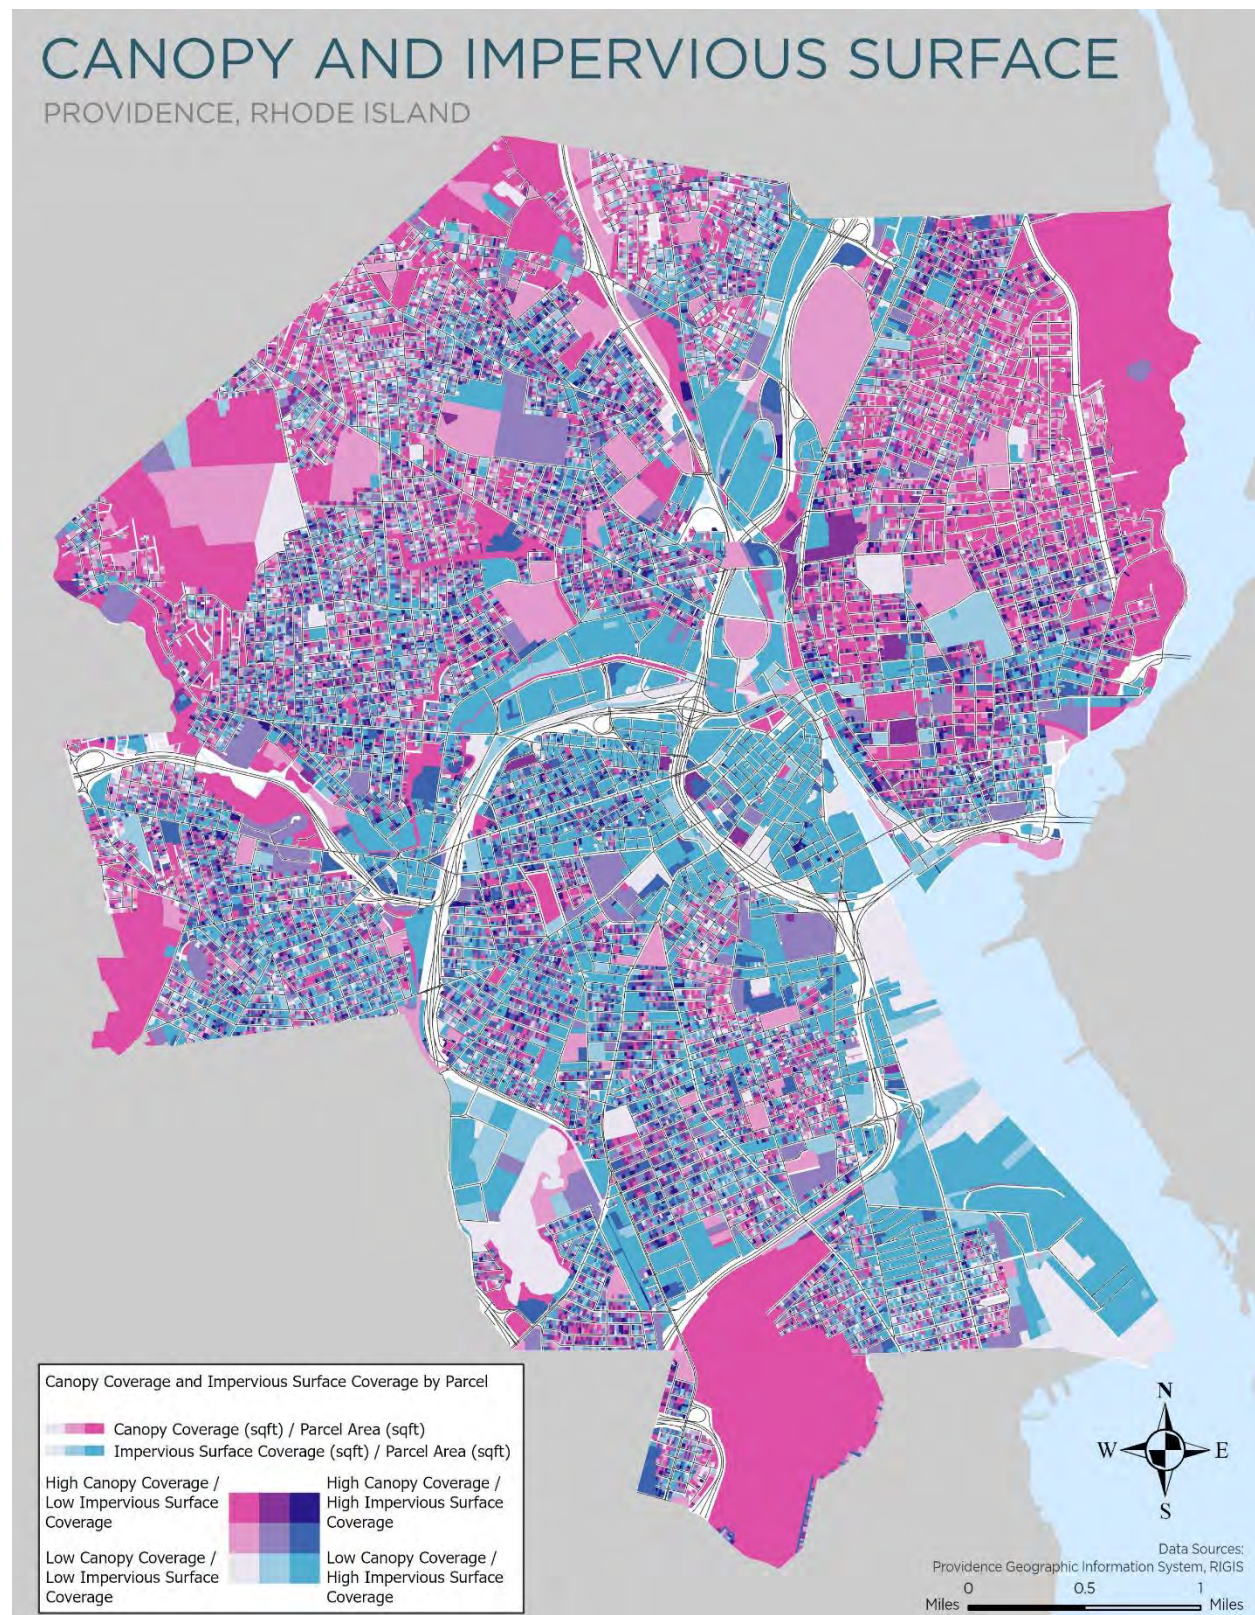 CANOPY AND IMPERVIOUS SURFACE
PROVIDENCE, RHODE ISLAND
Canopy Coverage and Impervious Surface Coverage by Parcel
Canopy Coverage (sqft) / Parcel Area (sqft)
Impervious Surface Coverage (sqft) / Parcel Area (sqft)
High Canopy Coverage /
Low Impervious Surface
Coverage
High Canopy Coverage /
High Impervious Surface
Coverage
Low Canopy Coverage /
Low Impervious Surface
Coverage
Low Canopy Coverage /
High Impervious Surface
Coverage
N
W E
S
Data Sources:
Providence Geographic Information System, RIGIS
0 0.5 1
Miles Miles